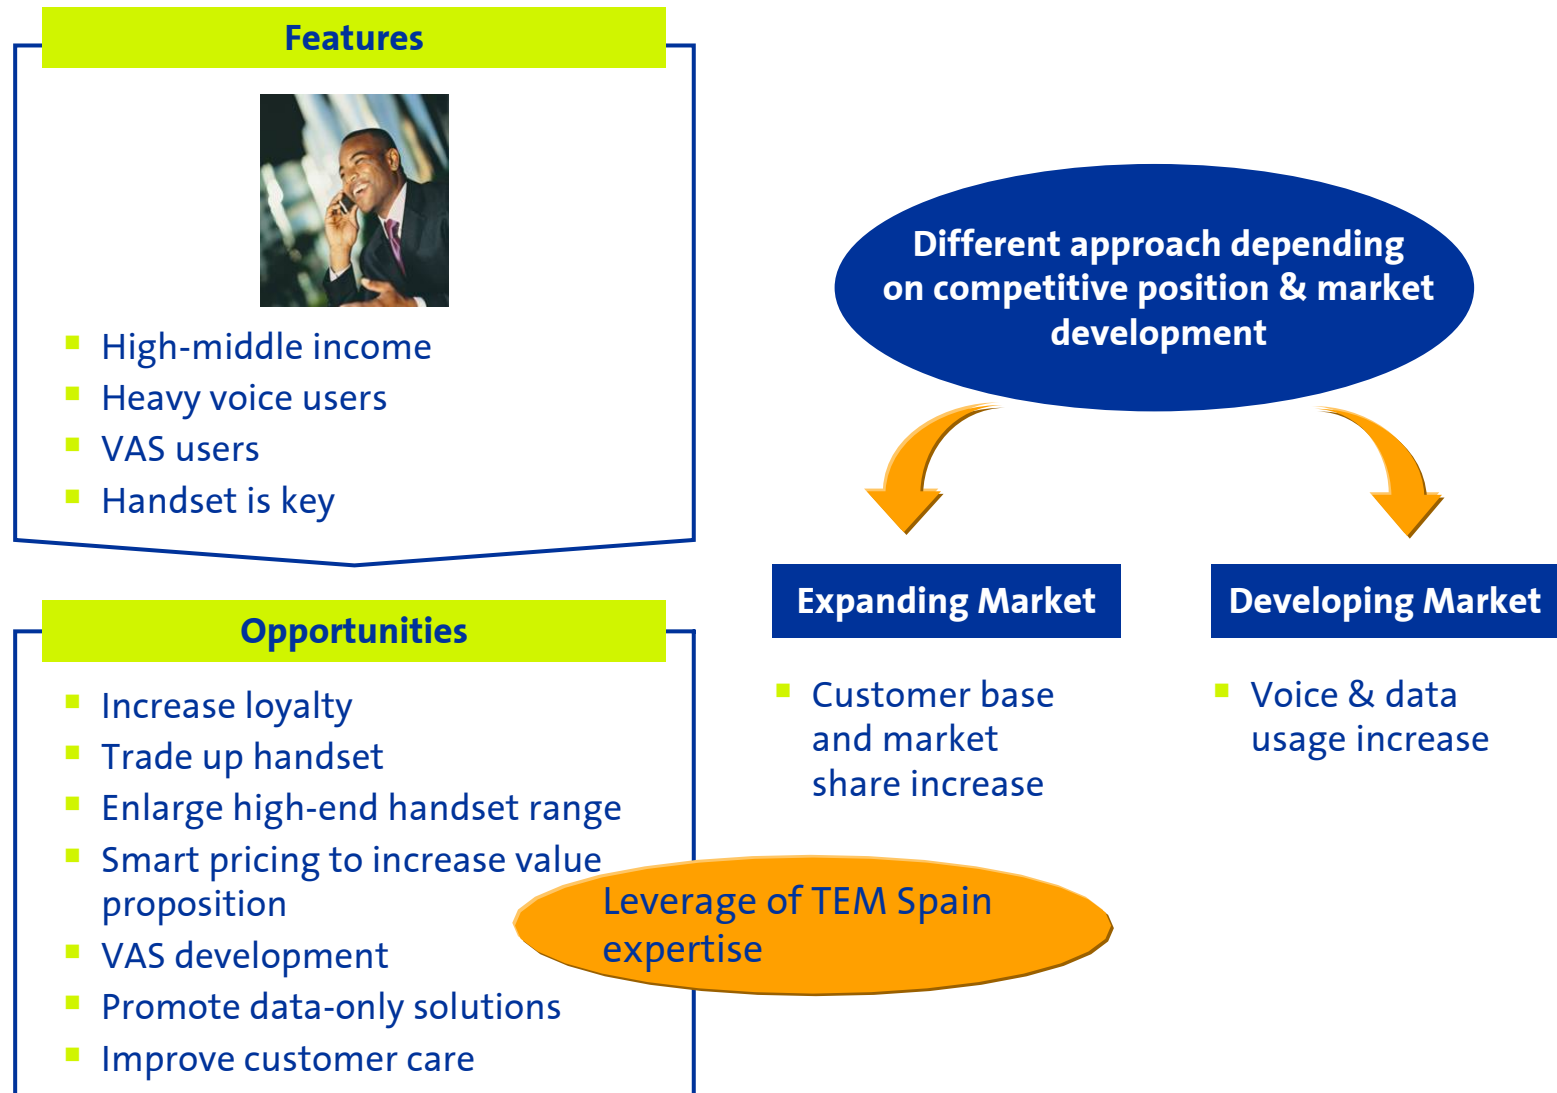 Features
High-middle income
Heavy voice users
VAS users
Handset is key
Opportunities
Increase loyalty
Trade up handset
Enlarge high-end handset range
Smart pricing to increase value
proposition
VAS development
Promote data-only solutions
Improve customer care
Different approach depending
on competitive position & market
development
Expanding Market
Customer base
and market
share increase
Developing Market
Voice & data
usage increase
Leverage of TEM Spain
expertise